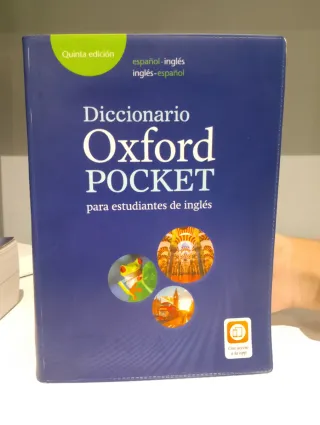 Quinta edición
español-inglés
inglés-español
Diccionario
Oxford
POCKET
para estudiantes de inglés